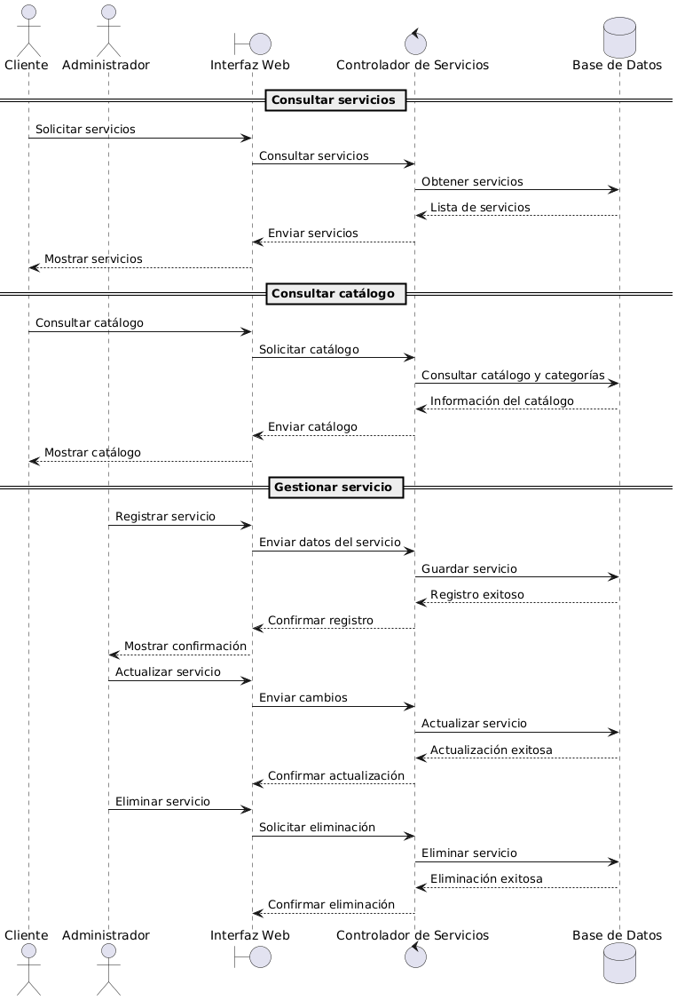 Cliente Administrador Interfaz Web Controlador de Servicios Base de Datos
Consultar servicios
Solicitar servicios
Consultar servicios
Obtener servicios
Lista de servicios
Enviar servicios
Mostrar servicios
Consultar catálogo
Consultar catálogo
Solicitar catálogo
Consultar catálogo y categorías
Información del catálogo
Enviar catálogo
Mostrar catálogo
Gestionar servicio
Registrar servicio
Enviar datos del servicio
Guardar servicio
Registro exitoso
Confirmar registro
Mostrar confirmación
Actualizar servicio
Enviar cambios
Actualizar servicio
Actualización exitosa
Confirmar actualización
Eliminar servicio
Solicitar eliminación
Eliminar servicio
Eliminación exitosa
Confirmar eliminación
Cliente Administrador Interfaz Web Controlador de Servicios Base de Datos